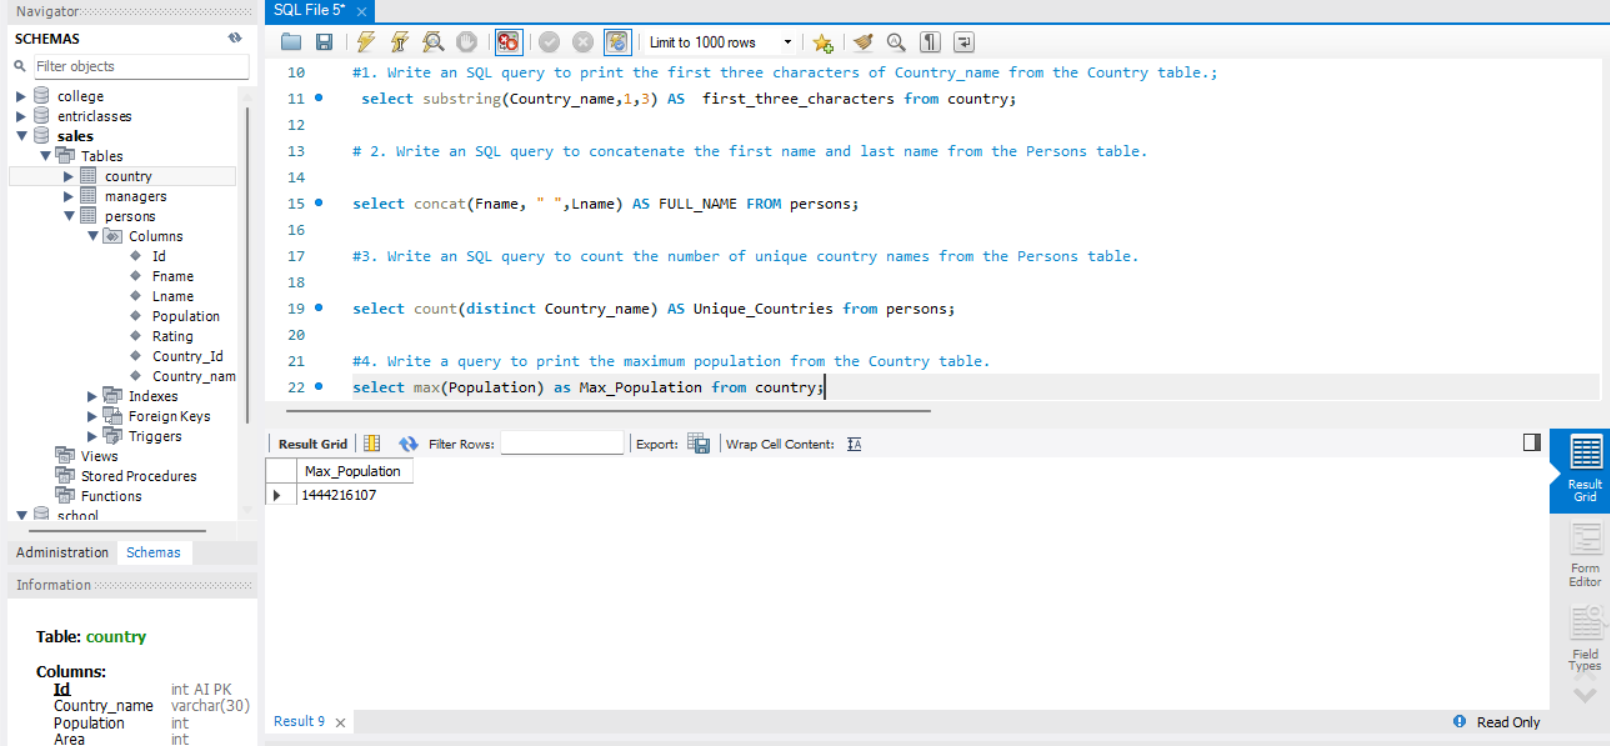 Navigator
SCHEMAS
Filter objects
college
entriclasses
sales
Tables
country
managers
persons
Columns
Id
Fname
Lname
Population
Rating
Country_Id
Country_nam
Indexes
Foreign Keys
Triggers
Views
Stored Procedures
Functions
school
Administration Schemas
Information
Table: country
Columns:
Id int AI PK
Country_name varchar(30)
Population int
Area int
SQL File 5* ×
Limit to 1000 rows
10 #1. Write an SQL query to print the first three characters of Country_name from the Country table.;
11 select substring(Country_name,1,3) AS  first_three_characters from country;
12
13 # 2. Write an SQL query to concatenate the first name and last name from the Persons table.
14
15 select concat(Fname, " ",Lname) AS FULL_NAME FROM persons;
16
17 #3. Write an SQL query to count the number of unique country names from the Persons table.
18
19 select count(distinct Country_name) AS Unique_Countries from persons;
20
21 #4. Write a query to print the maximum population from the Country table.
22 select max(Population) as Max_Population from country;
Result Grid Filter Rows: Export: Wrap Cell Content:
Max_Population
1444216107
Result
Grid
Form
Editor
Field
Types
Result 9 ×
Read Only